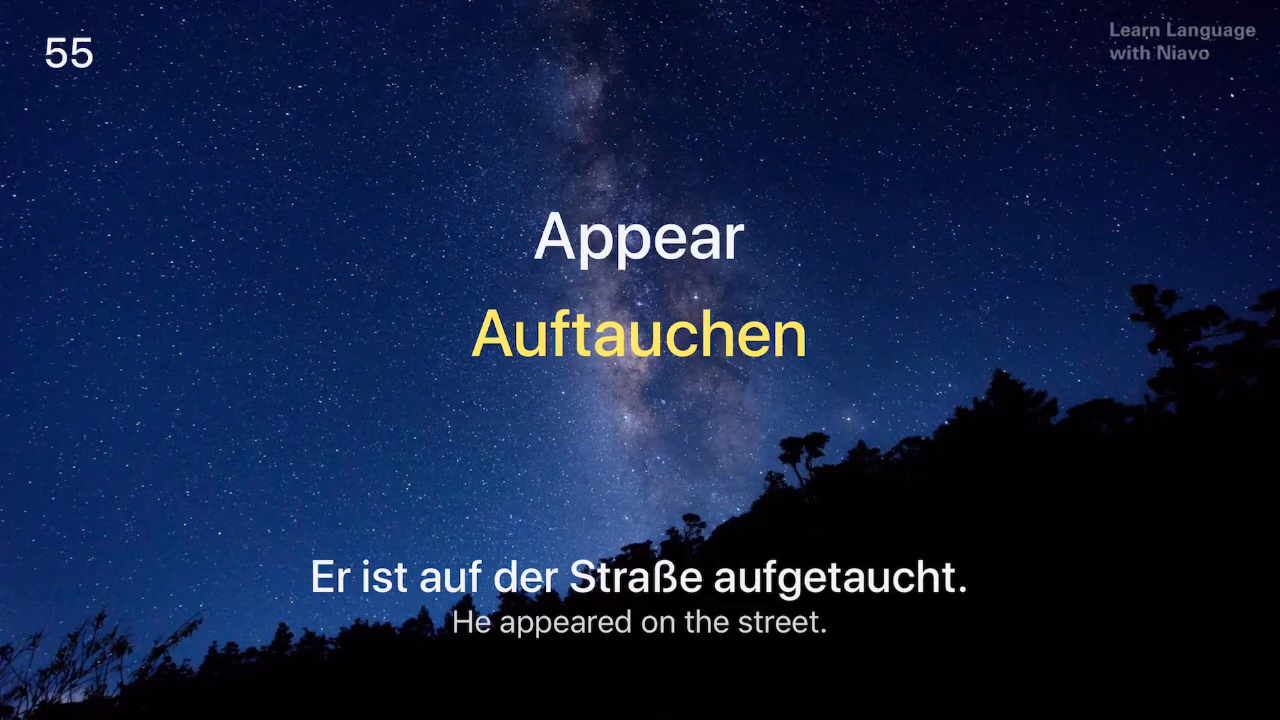 55
Learn Language
with Niavo
Appear
Auftauchen
Er ist auf der Straße aufgetaucht.
He appeared on the street.